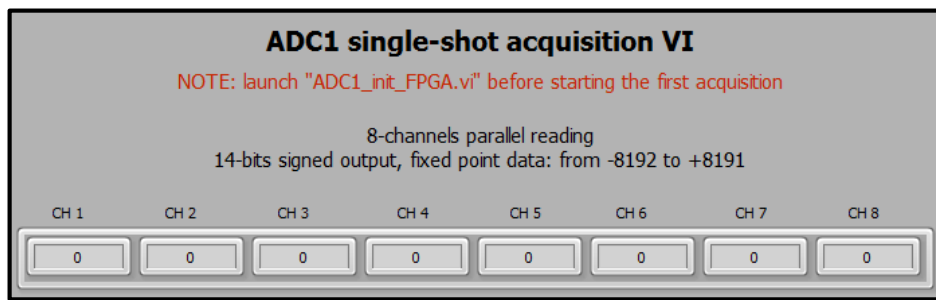 ADC1 single-shot acquisition VI
NOTE: launch "ADC1_init_FPGA.vi" before starting the first acquisition
8-channels parallel reading
14-bits signed output, fixed point data: from -8192 to +8191
CH 1 CH 2 CH 3 CH 4 CH 5 CH 6 CH 7 CH 8
0 0 0 0 0 0 0 0